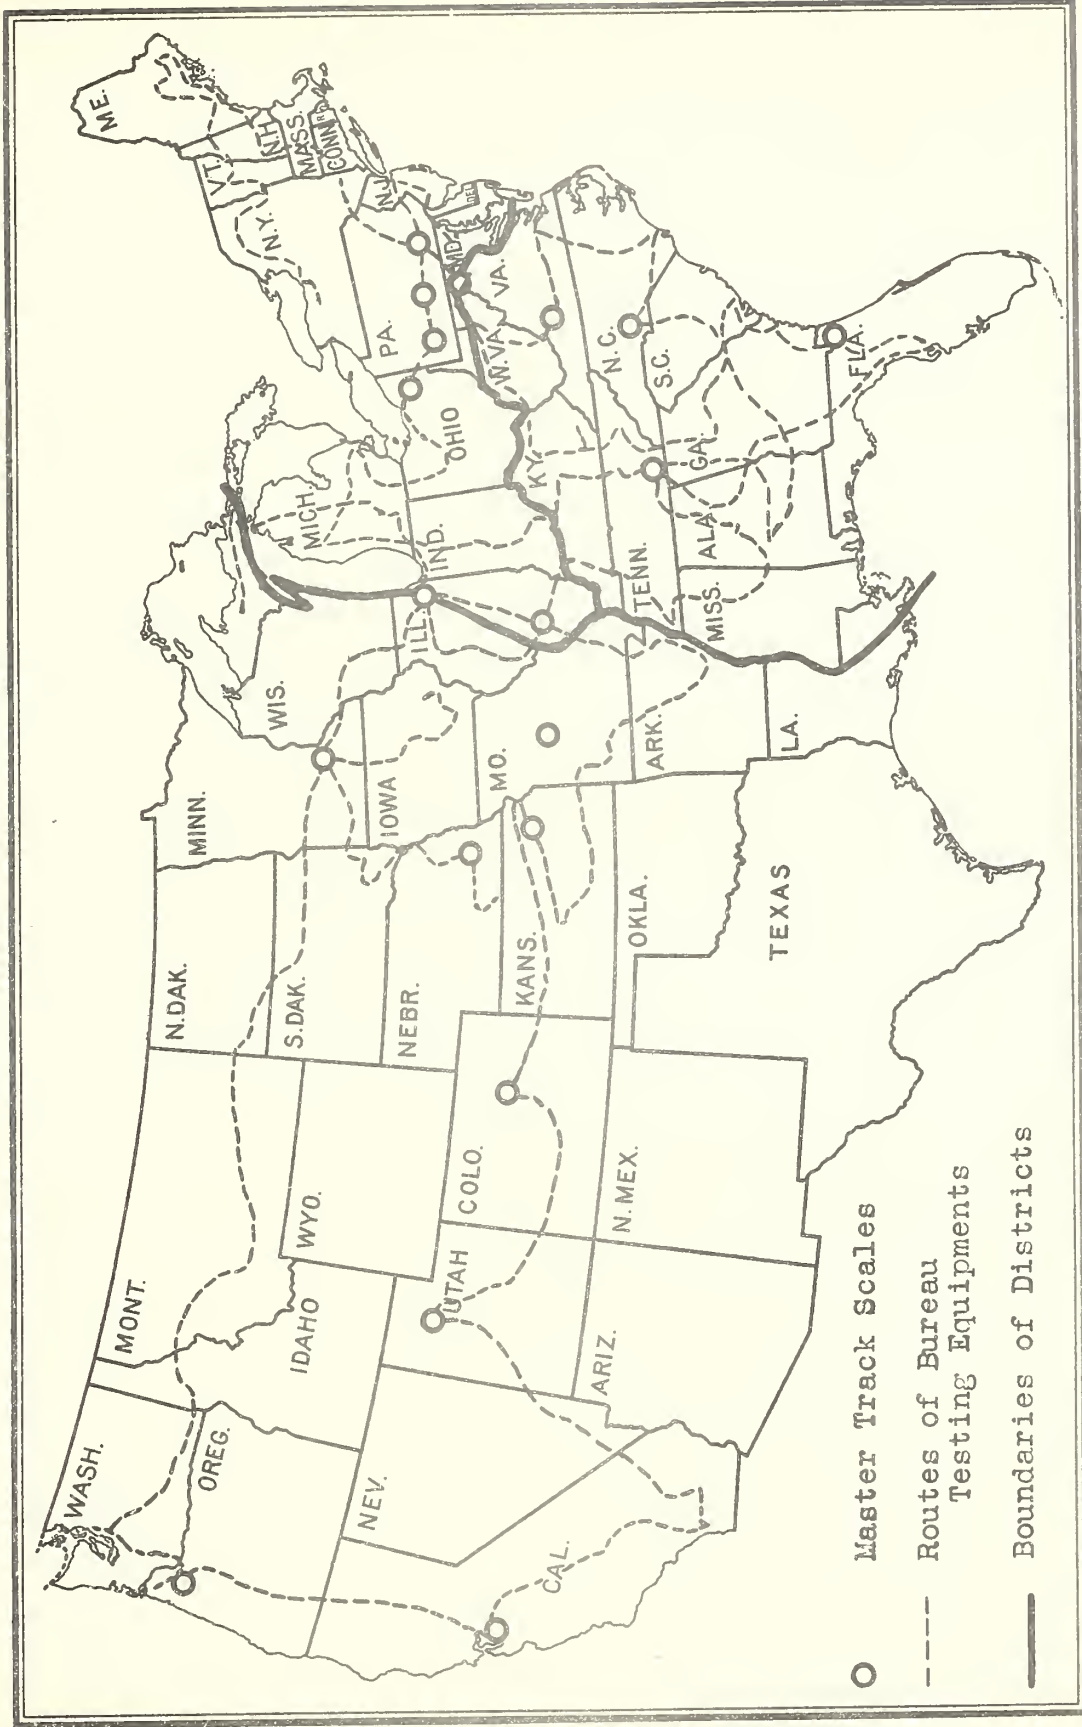 WASH.
OREG.
CAL.
NEV.
IDAHO
MONT.
WYO.
UTAH
ARIZ.
COLO.
N. MEX.
N.DAK.
S.DAK.
NEBR.
KANS.
OKLA.
TEXAS
MINN.
IOWA
MO.
ARK.
LA.
WIS.
ILL.
MICH.
IND.
OHIO
KY.
TENN.
MISS.
ALA.
GA.
FLA.
S.C.
N.C.
VA.
W.VA.
MD.
DEL.
PA.
N.J.
N.Y.
CONN.
R.I.
MASS.
VT.
N.H.
ME.
Master Track Scales
Routes of Bureau
Testing Equipments
Boundaries of Districts